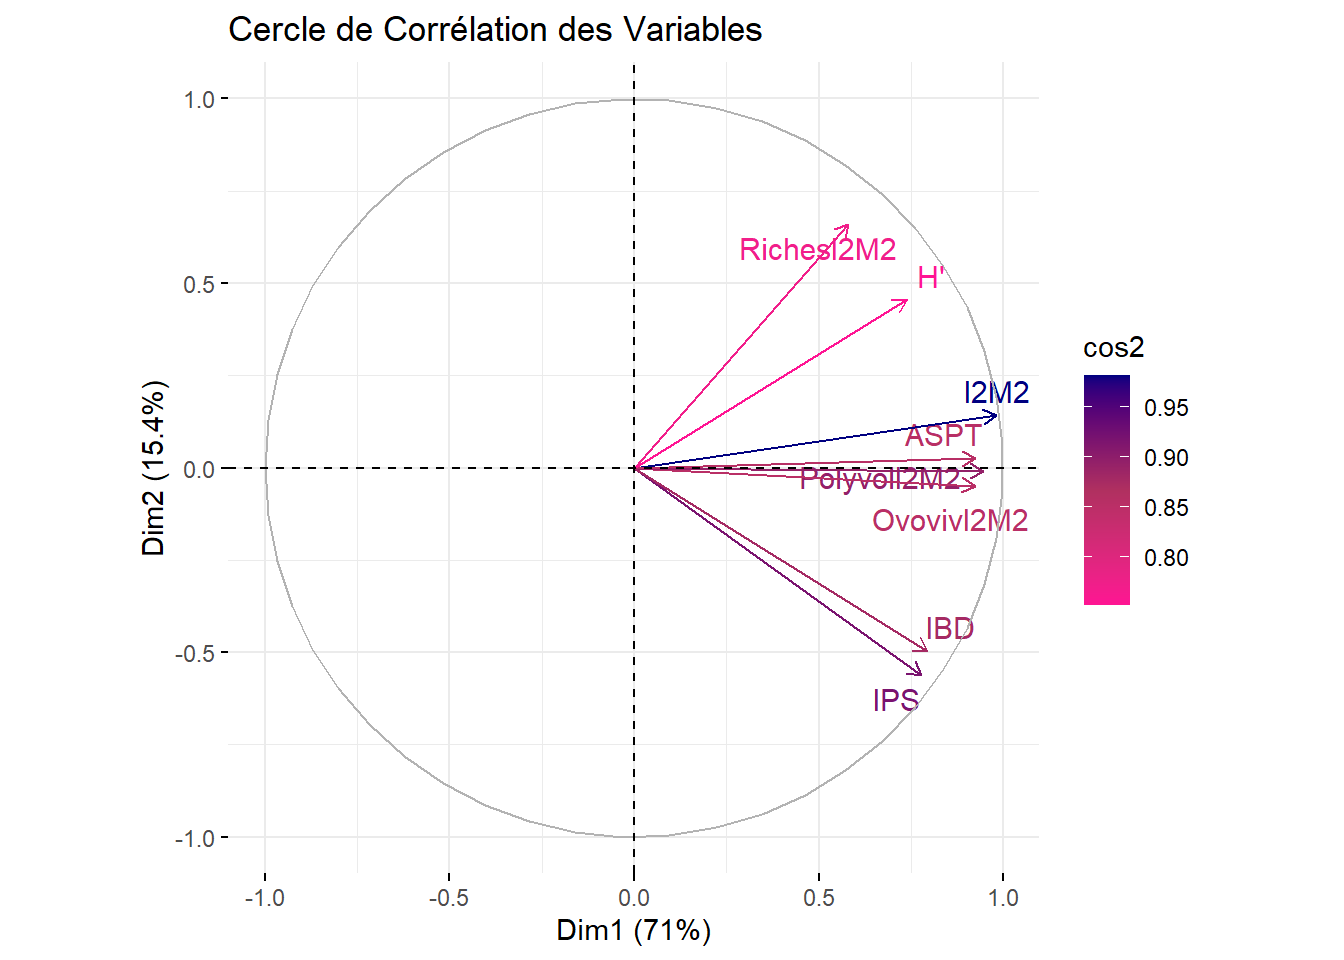 Cercle de Corrélation des Variables
1.0
0.5
0.0
-0.5
-1.0
Dim2 (15.4%)
RichesI2M2
H'
I2M2
ASPT
PolyvolI2M2
OvovivI2M2
IBD
IPS
-1.0
-0.5
0.0
0.5
1.0
Dim1 (71%)
cos2
0.95
0.90
0.85
0.80